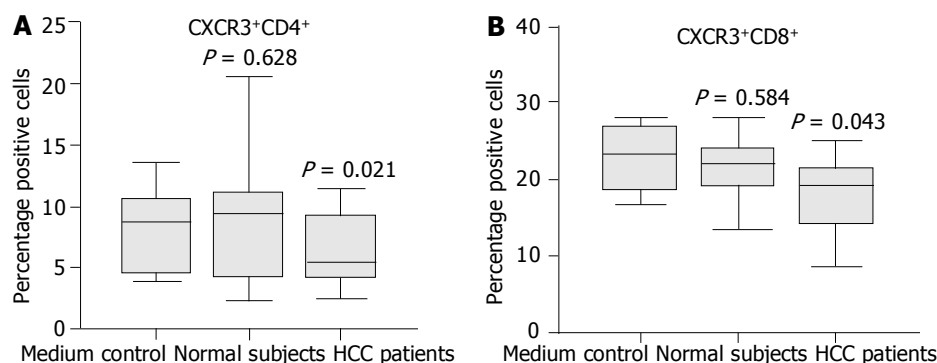 A
CXCR3⁺CD4⁺
P = 0.628
P = 0.021
Percentage positive cells
25
20
15
10
5
0
Medium control Normal subjects HCC patients
B
CXCR3⁺CD8⁺
P = 0.584
P = 0.043
Percentage positive cells
40
30
20
10
0
Medium control Normal subjects HCC patients